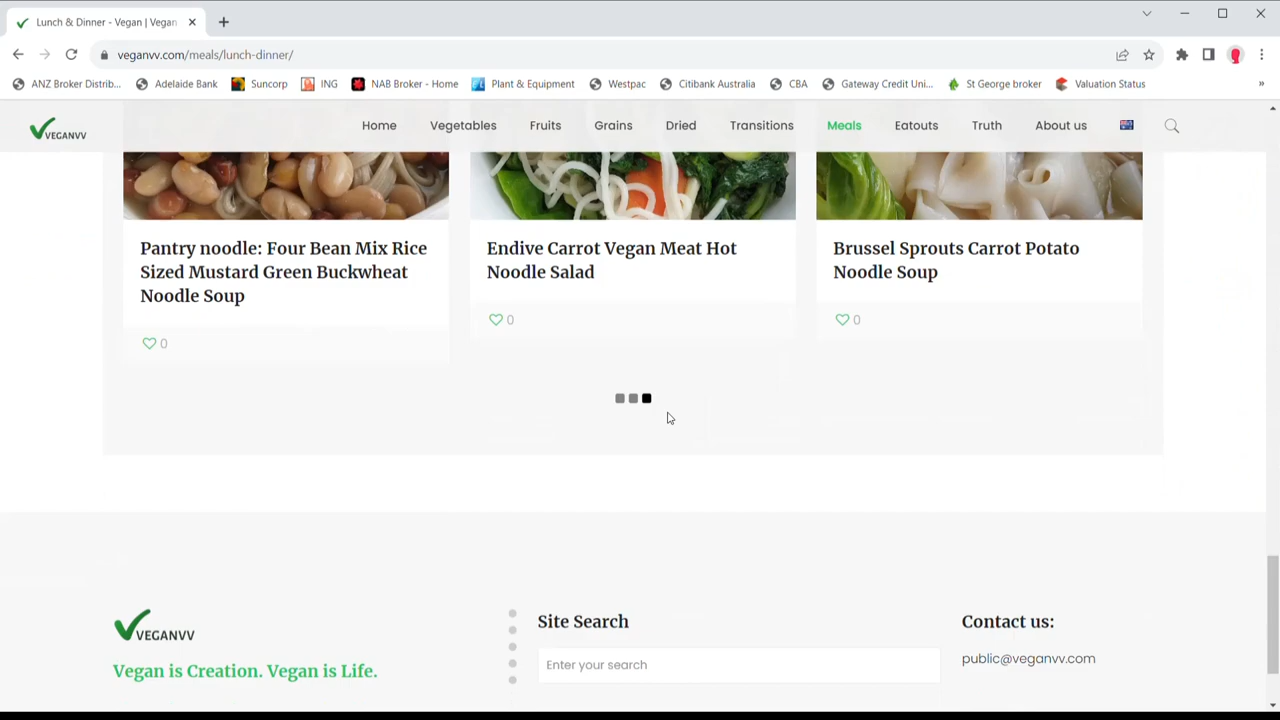 Lunch & Dinner - Vegan | Vegan
veganvv.com/meals/lunch-dinner/
ANZ Broker Distrib... Adelaide Bank Suncorp ING NAB Broker - Home Plant & Equipment Westpac Citibank Australia CBA Gateway Credit Uni... St George broker Valuation Status »
VEGANVV Home Vegetables Fruits Grains Dried Transitions Meals Eatouts Truth About us
Pantry noodle: Four Bean Mix Rice
Sized Mustard Green Buckwheat
Noodle Soup
0
Endive Carrot Vegan Meat Hot
Noodle Salad
0
Brussel Sprouts Carrot Potato
Noodle Soup
0
VEGANVV
Vegan is Creation. Vegan is Life.
Site Search
Enter your search
Contact us:
public@veganvv.com